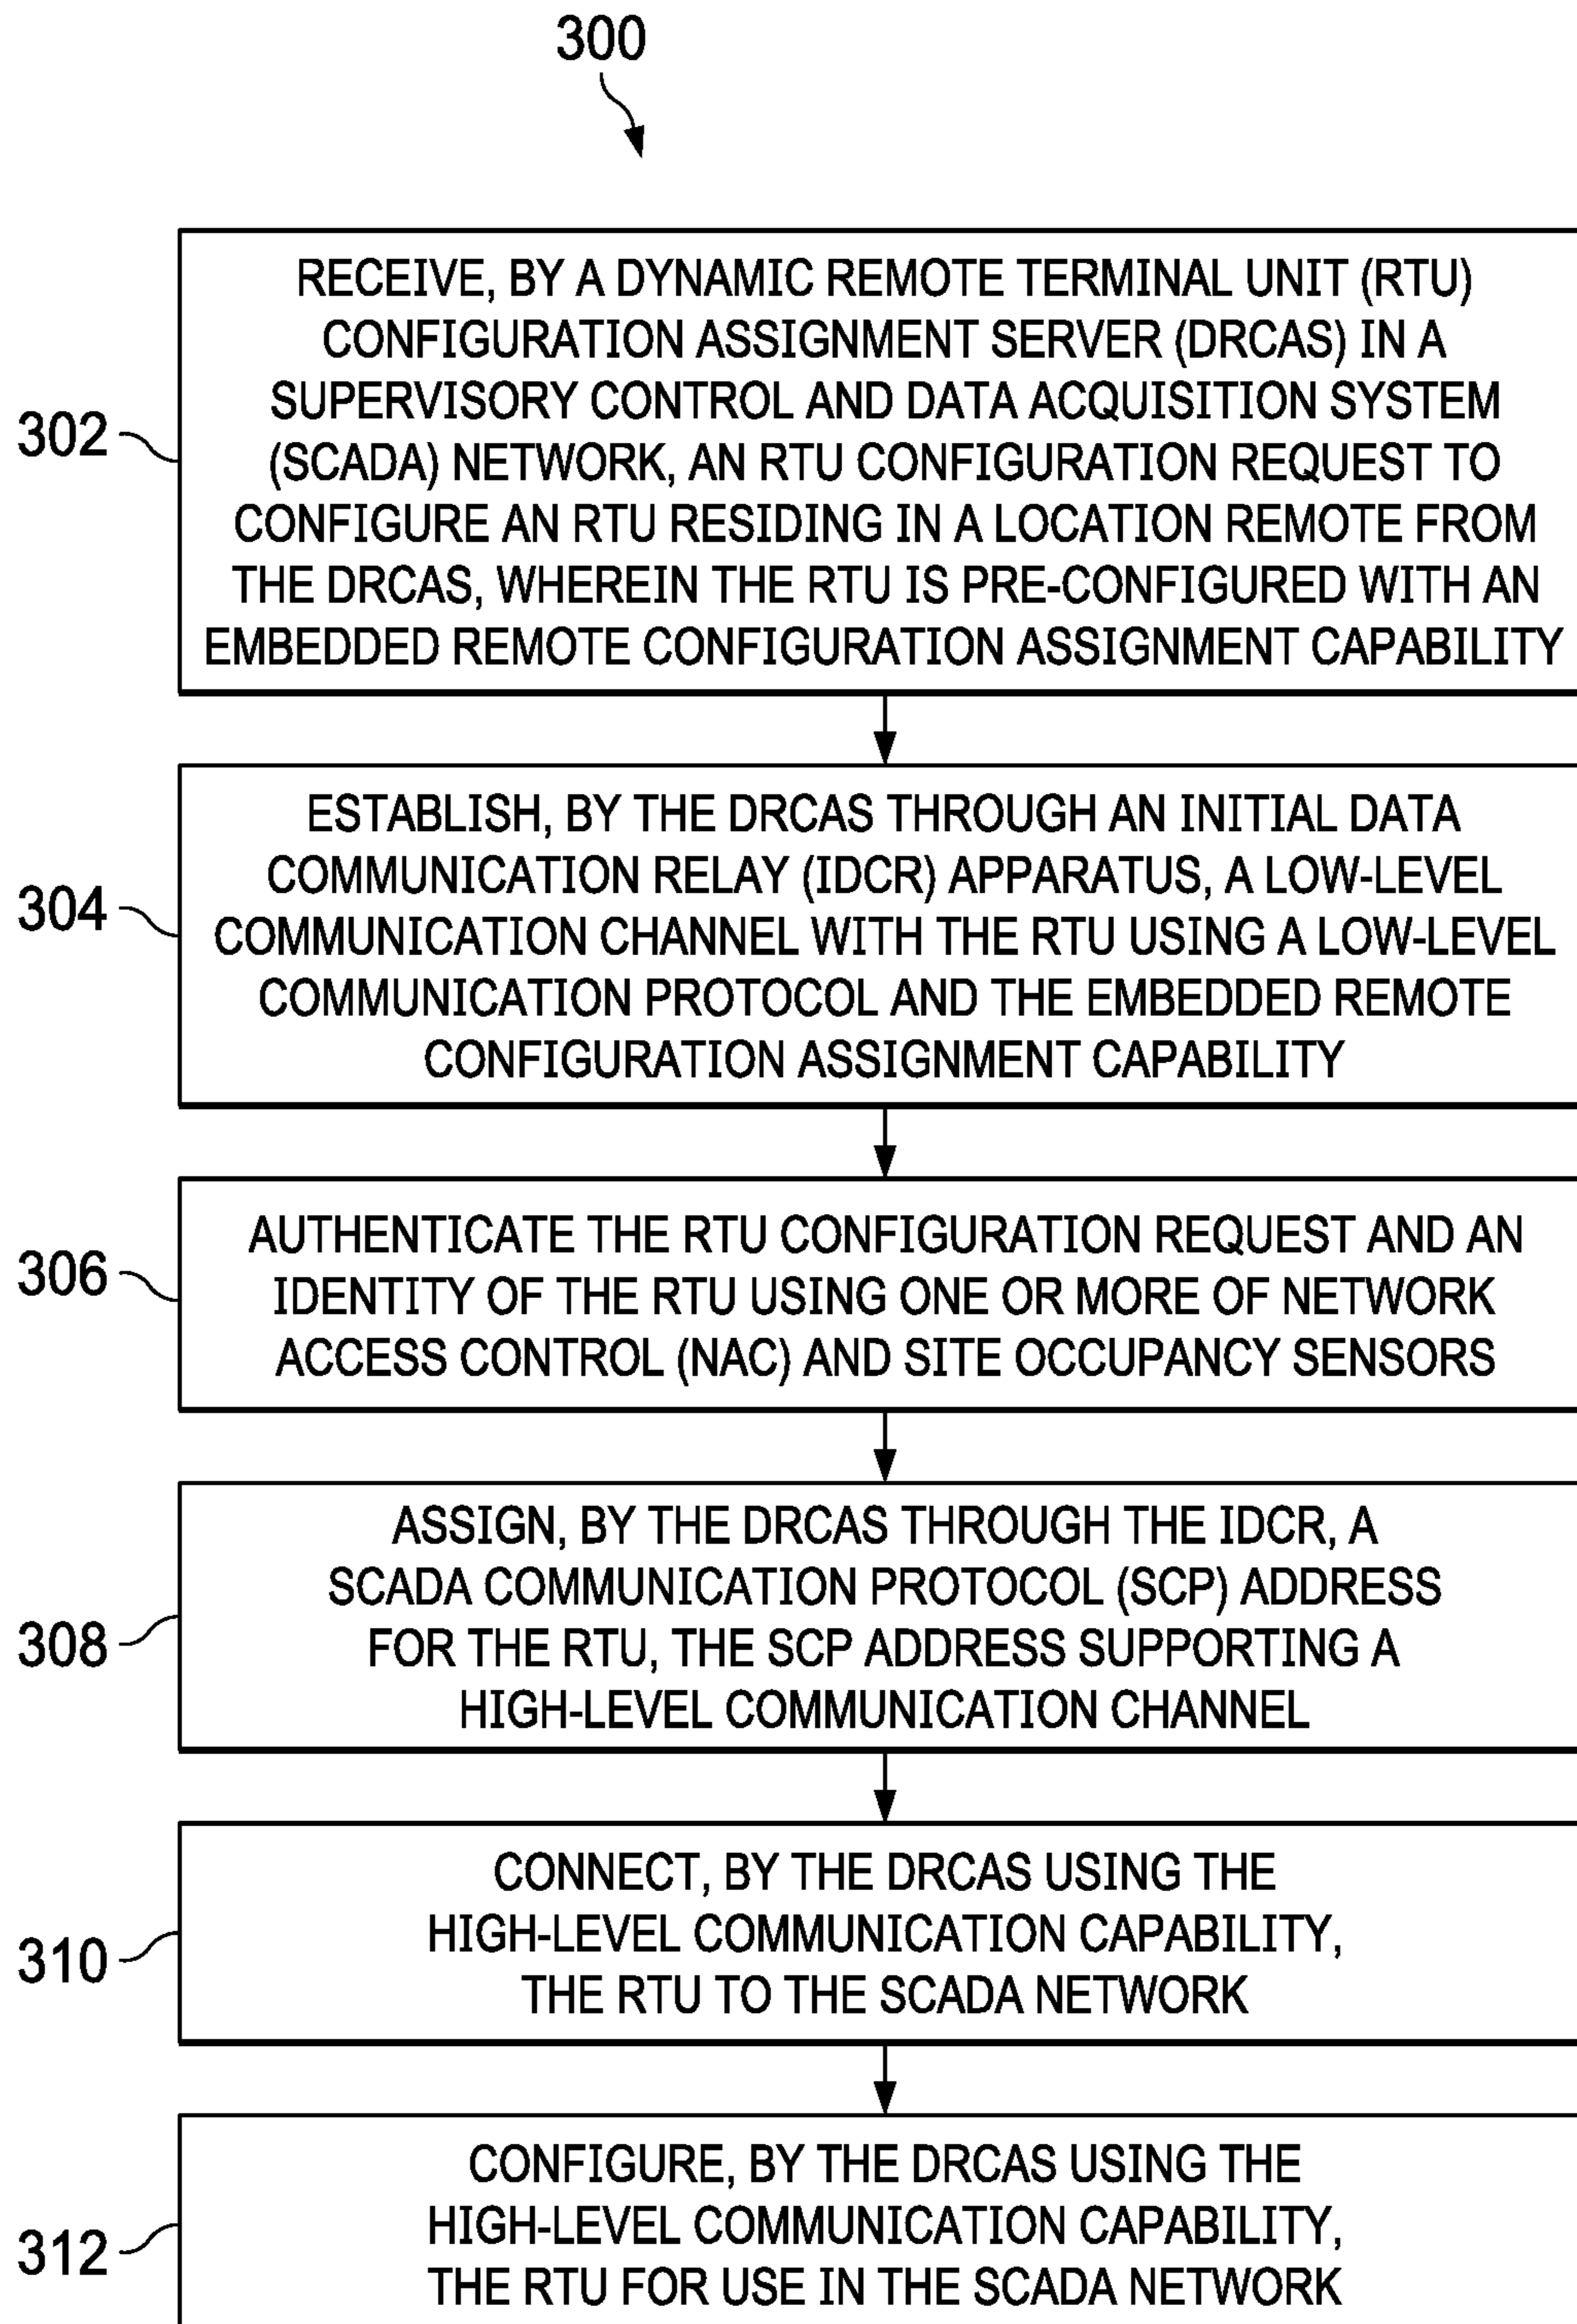 300
302
RECEIVE, BY A DYNAMIC REMOTE TERMINAL UNIT (RTU)
CONFIGURATION ASSIGNMENT SERVER (DRCAS) IN A
SUPERVISORY CONTROL AND DATA ACQUISITION SYSTEM
(SCADA) NETWORK, AN RTU CONFIGURATION REQUEST TO
CONFIGURE AN RTU RESIDING IN A LOCATION REMOTE FROM
THE DRCAS, WHEREIN THE RTU IS PRE-CONFIGURED WITH AN
EMBEDDED REMOTE CONFIGURATION ASSIGNMENT CAPABILITY
304
ESTABLISH, BY THE DRCAS THROUGH AN INITIAL DATA
COMMUNICATION RELAY (IDCR) APPARATUS, A LOW-LEVEL
COMMUNICATION CHANNEL WITH THE RTU USING A LOW-LEVEL
COMMUNICATION PROTOCOL AND THE EMBEDDED REMOTE
CONFIGURATION ASSIGNMENT CAPABILITY
306
AUTHENTICATE THE RTU CONFIGURATION REQUEST AND AN
IDENTITY OF THE RTU USING ONE OR MORE OF NETWORK
ACCESS CONTROL (NAC) AND SITE OCCUPANCY SENSORS
308
ASSIGN, BY THE DRCAS THROUGH THE IDCR, A
SCADA COMMUNICATION PROTOCOL (SCP) ADDRESS
FOR THE RTU, THE SCP ADDRESS SUPPORTING A
HIGH-LEVEL COMMUNICATION CHANNEL
310
CONNECT, BY THE DRCAS USING THE
HIGH-LEVEL COMMUNICATION CAPABILITY,
THE RTU TO THE SCADA NETWORK
312
CONFIGURE, BY THE DRCAS USING THE
HIGH-LEVEL COMMUNICATION CAPABILITY,
THE RTU FOR USE IN THE SCADA NETWORK